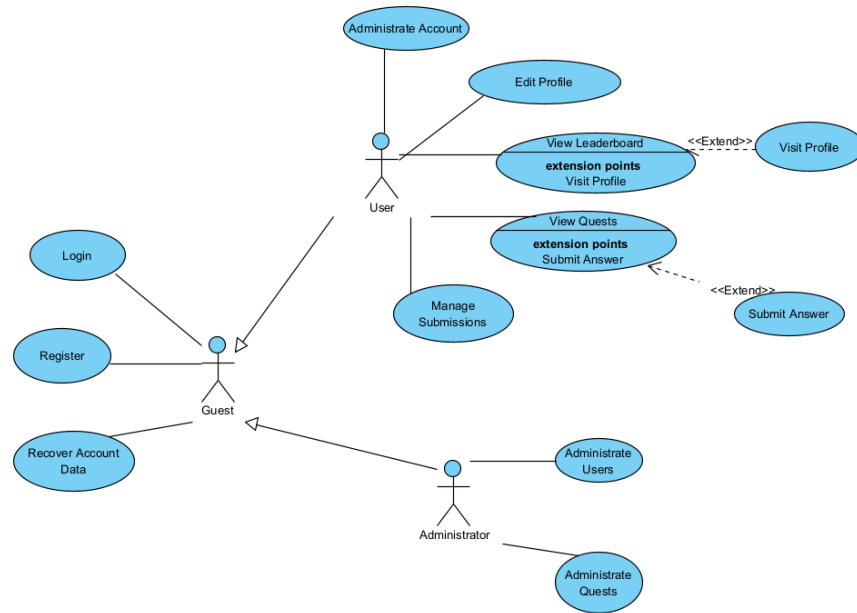 Administrate Account
Edit Profile
View Leaderboard
extension points
Visit Profile
<<Extend>>
Visit Profile
User
View Quests
extension points
Submit Answer
<<Extend>>
Submit Answer
Manage
Submissions
Login
Register
Guest
Recover Account
Data
Administrate
Users
Administrator
Administrate
Quests